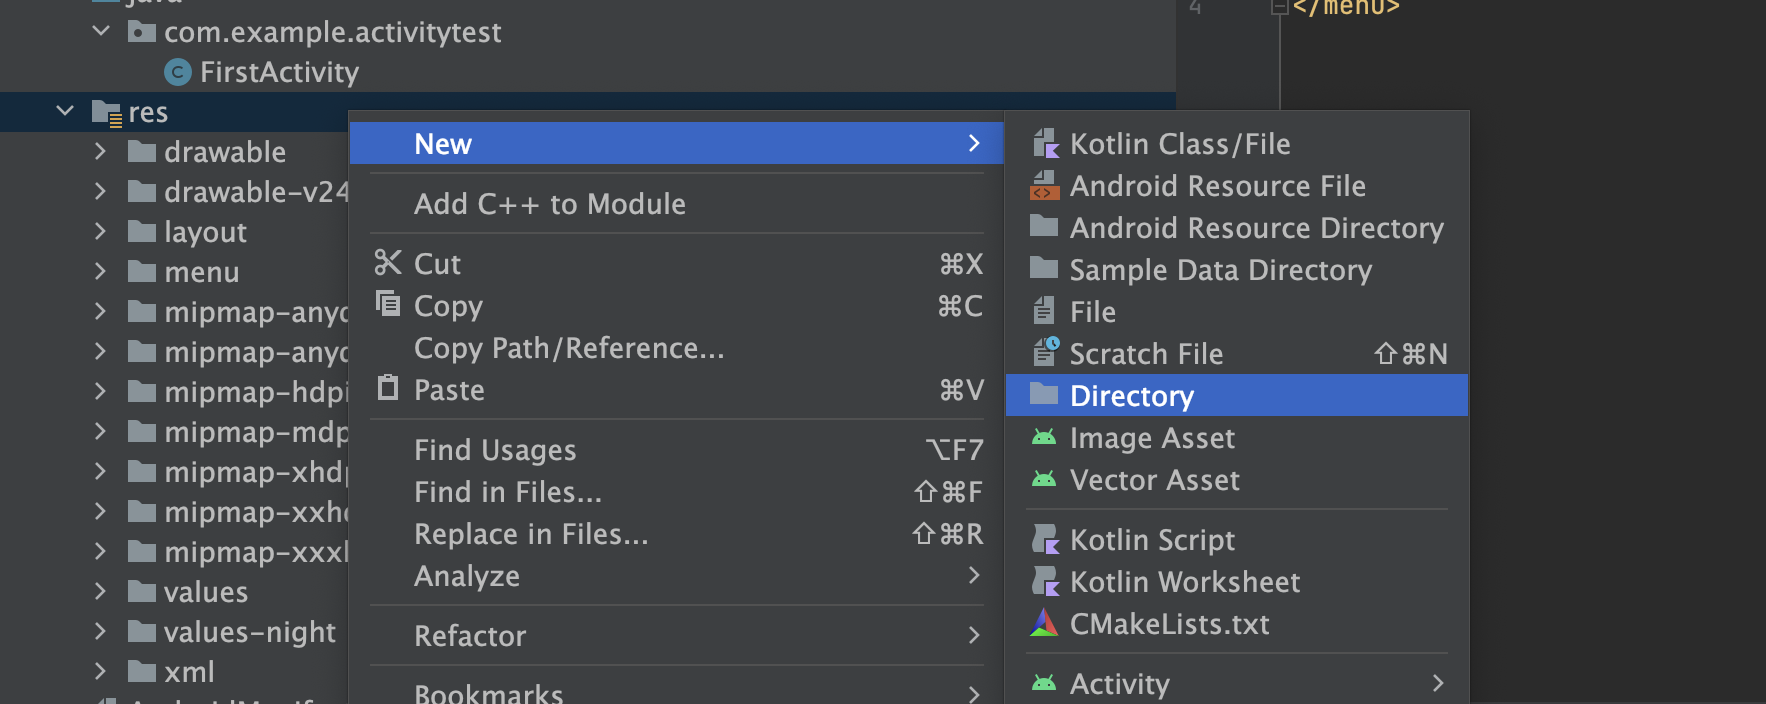 java
com.example.activitytest
FirstActivity
res
drawable
drawable-v24
layout
menu
mipmap-anyd
mipmap-anyd
mipmap-hdpi
mipmap-mdp
mipmap-xhdp
mipmap-xxhd
mipmap-xxxl
values
values-night
xml
New
Add C++ to Module
Cut ⌘X
Copy ⌘C
Copy Path/Reference...
Paste ⌘V
Find Usages ⌥F7
Find in Files... ⇧⌘F
Replace in Files... ⇧⌘R
Analyze
Refactor
Bookmarks
Kotlin Class/File
Android Resource File
Android Resource Directory
Sample Data Directory
File
Scratch File ⇧⌘N
Directory
Image Asset
Vector Asset
Kotlin Script
Kotlin Worksheet
CMakeLists.txt
Activity
4 </menu>